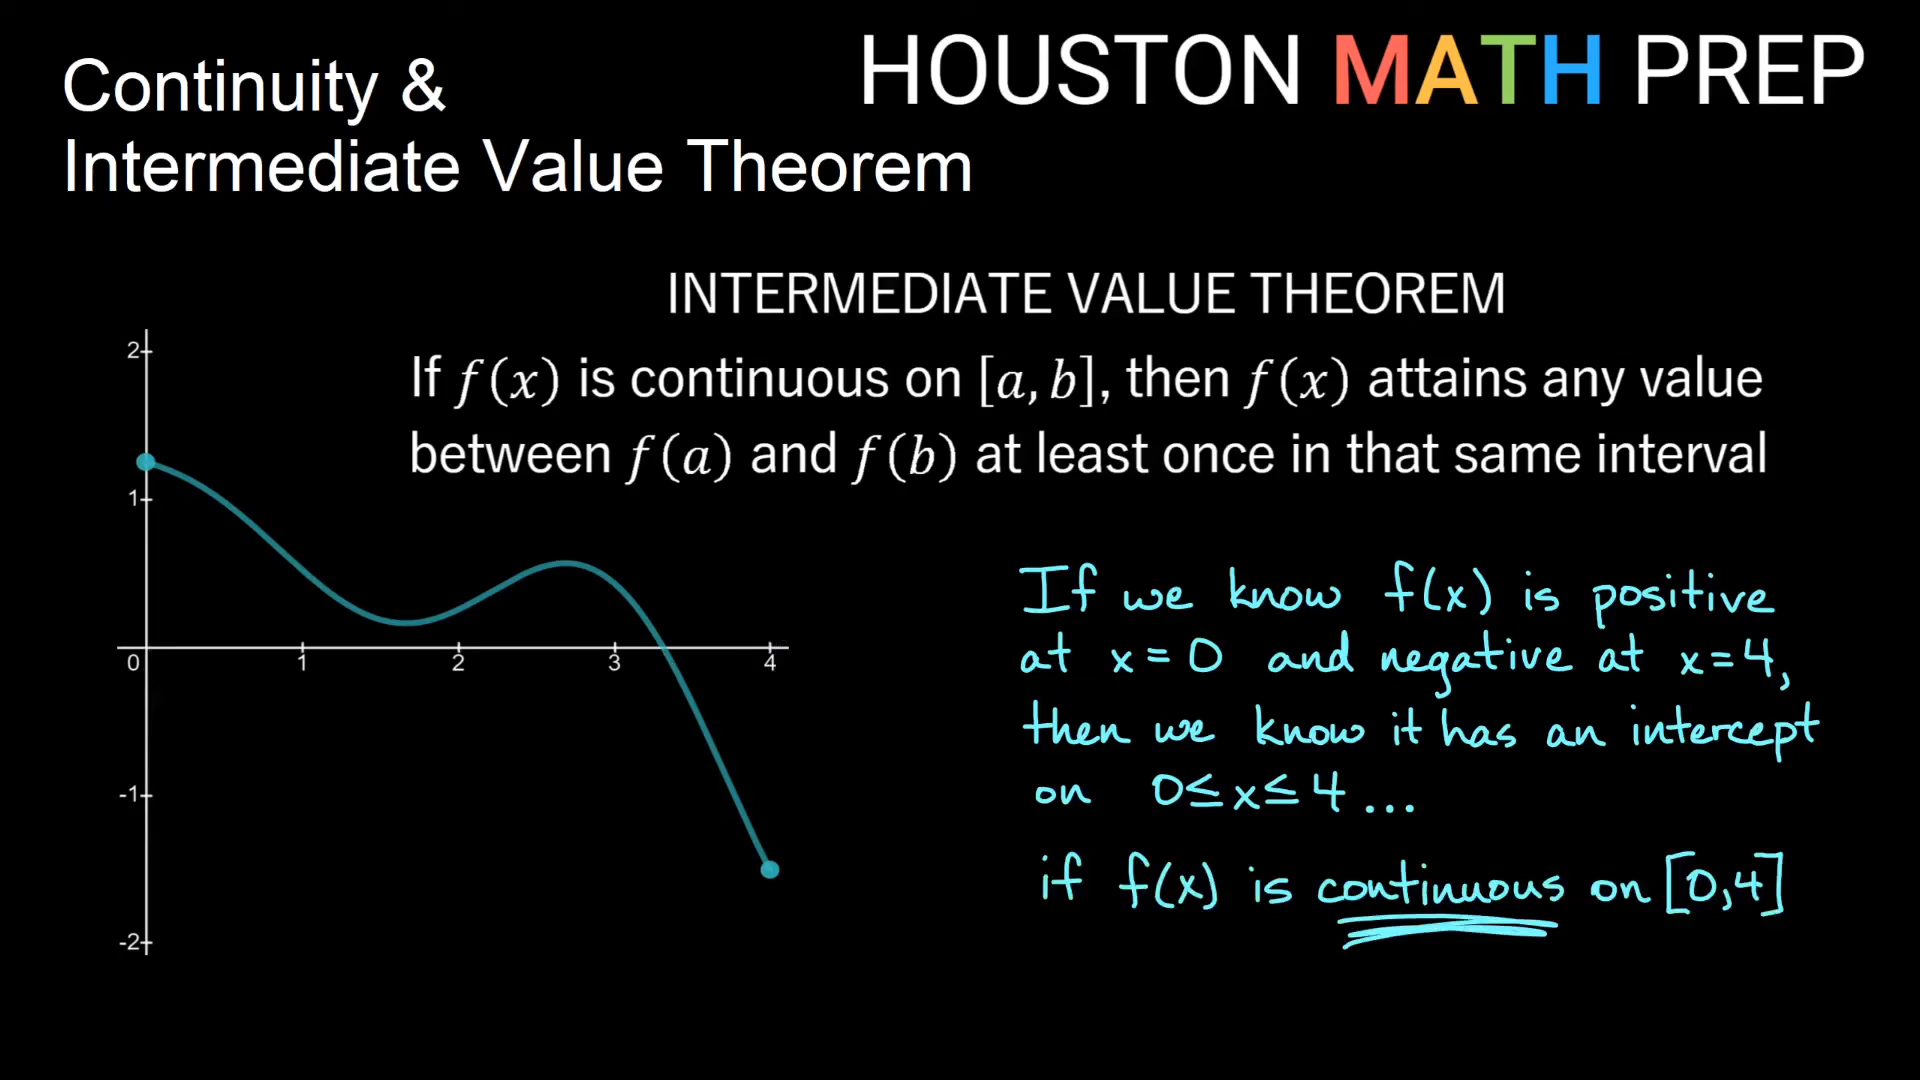 Continuity &
Intermediate Value Theorem
HOUSTON MATH PREP
INTERMEDIATE VALUE THEOREM
If f(x) is continuous on [a, b], then f(x) attains any value
between f(a) and f(b) at least once in that same interval
2
1
0
1
2
3
4
-1
-2
If we know f(x) is positive
at x = 0 and negative at x = 4,
then we know it has an intercept
on 0≤x≤4 ...
if f(x) is continuous on [0,4]